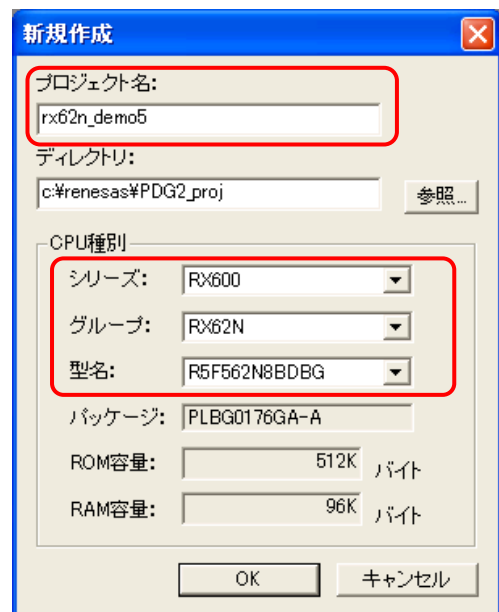 新規作成
プロジェクト名:
rx62n_demo5
ディレクトリ:
c:¥renesas¥PDG2_proj
参照...
CPU種別
シリーズ: RX600
グループ: RX62N
型名: R5F562N8BDBG
パッケージ: PLBG0176GA-A
ROM容量: 512K バイト
RAM容量: 96K バイト
OK キャンセル